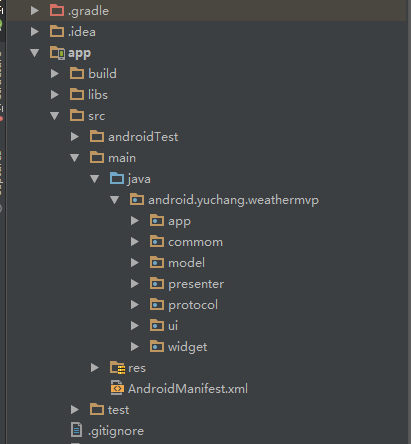 .gradle
.idea
app
build
libs
src
androidTest
main
java
android.yuchang.weathermvp
app
commom
model
presenter
protocol
ui
widget
res
AndroidManifest.xml
test
.gitignore